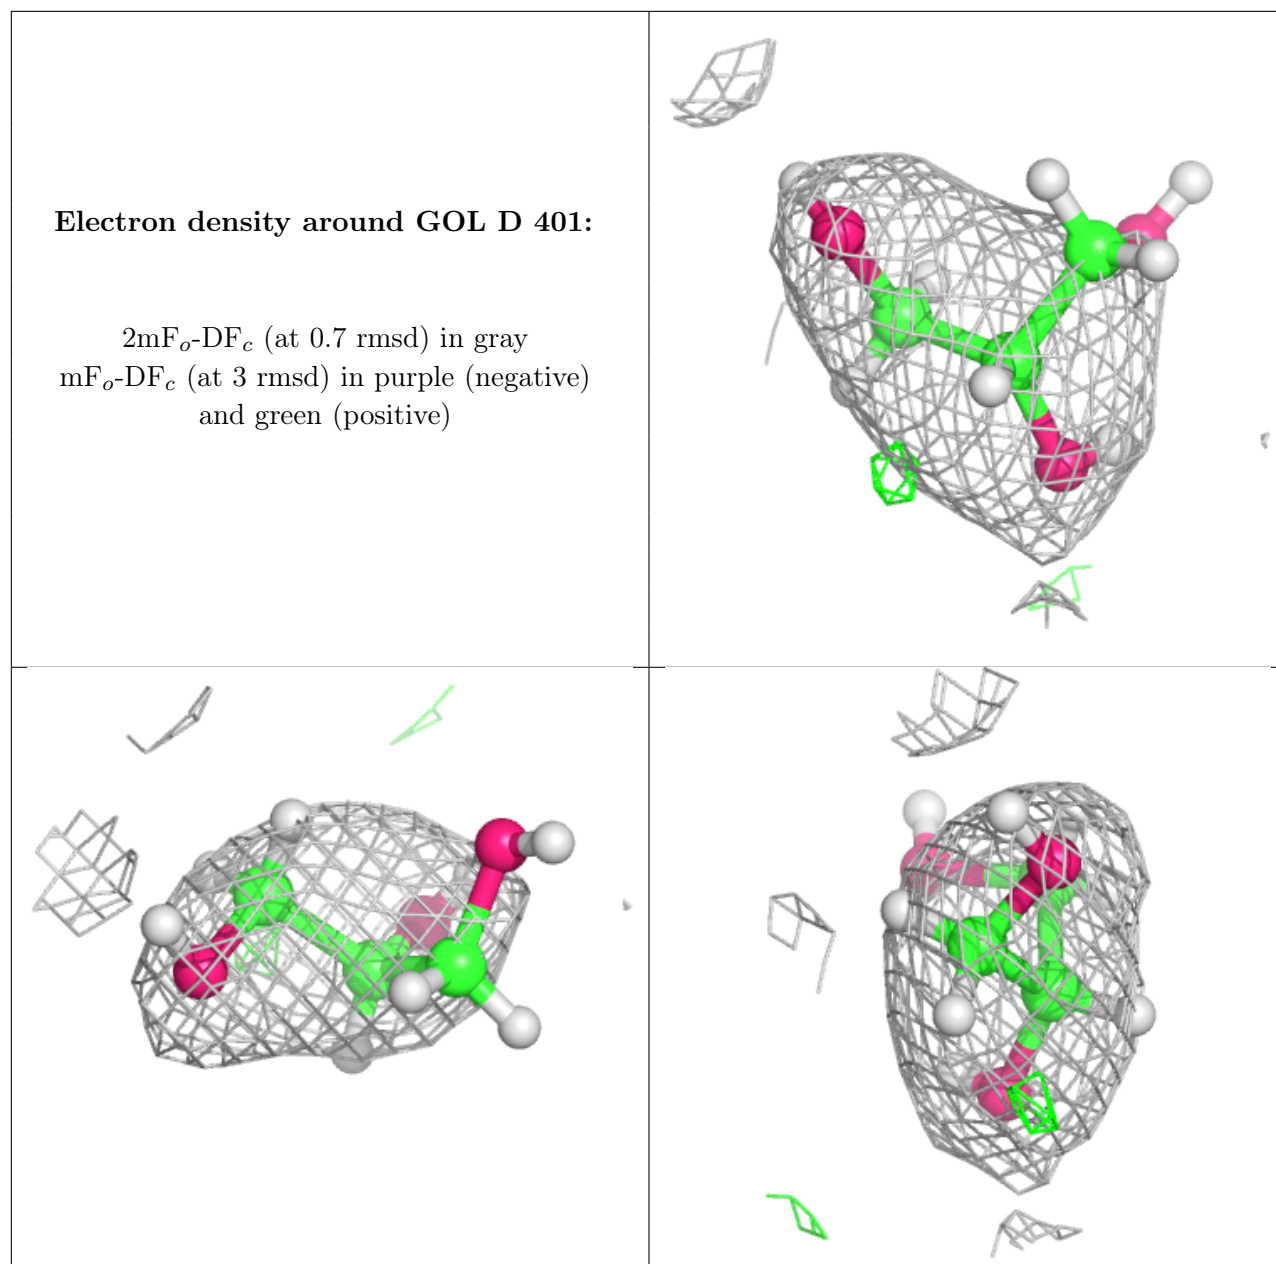 Electron density around GOL D 401:
2mFo-DFc (at 0.7 rmsd) in gray
mFo-DFc (at 3 rmsd) in purple (negative)
and green (positive)